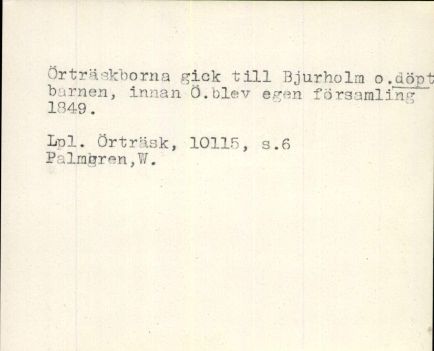 Örträskborna gick till Bjurholm o.döpt
barnen, innan Ö.blev egen församling
1849.
Lpl. Örträsk, 10115, s.6
Palmgren,W.